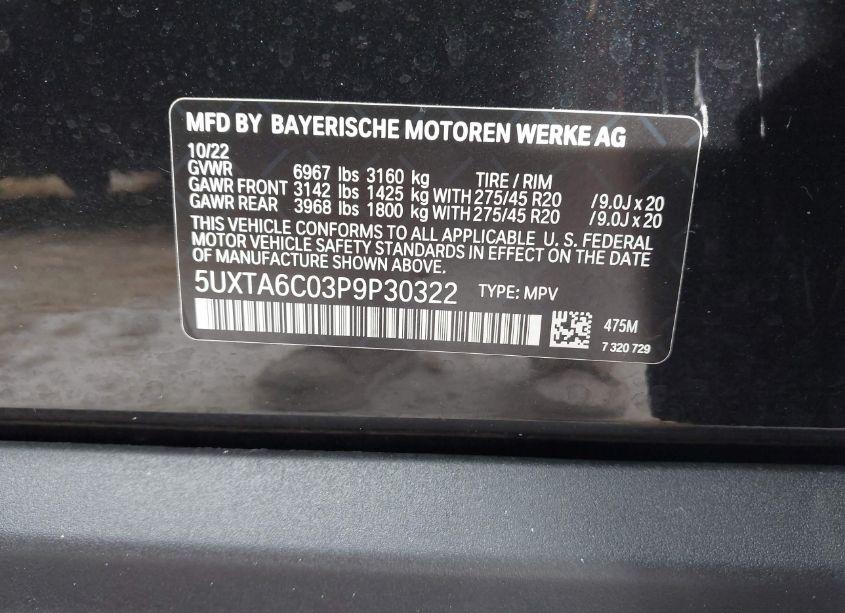 MFD BY BAYERISCHE MOTOREN WERKE AG
10/22
GVWR 6967 lbs 3160 kg TIRE / RIM
GAWR FRONT 3142 lbs 1425 kg WITH 275/45 R20 / 9.0J x 20
GAWR REAR 3968 lbs 1800 kg WITH 275/45 R20 / 9.0J x 20
THIS VEHICLE CONFORMS TO ALL APPLICABLE U. S. FEDERAL
MOTOR VEHICLE SAFETY STANDARDS IN EFFECT ON THE DATE
OF MANUFACTURE SHOWN ABOVE.
5UXTA6C03P9P30322 TYPE: MPV
475M
7 320 729